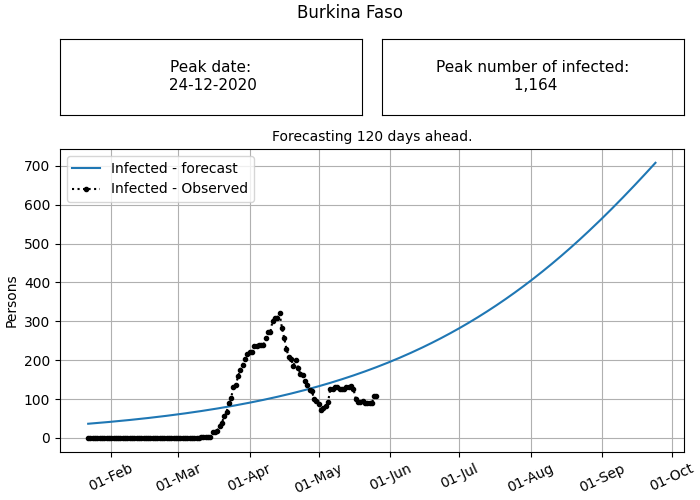 Burkina Faso
Peak date:
24-12-2020
Peak number of infected:
1,164
Forecasting 120 days ahead.
Infected - forecast
Infected - Observed
Persons
700
600
500
400
300
200
100
0
01-Feb
01-Mar
01-Apr
01-May
01-Jun
01-Jul
01-Aug
01-Sep
01-Oct